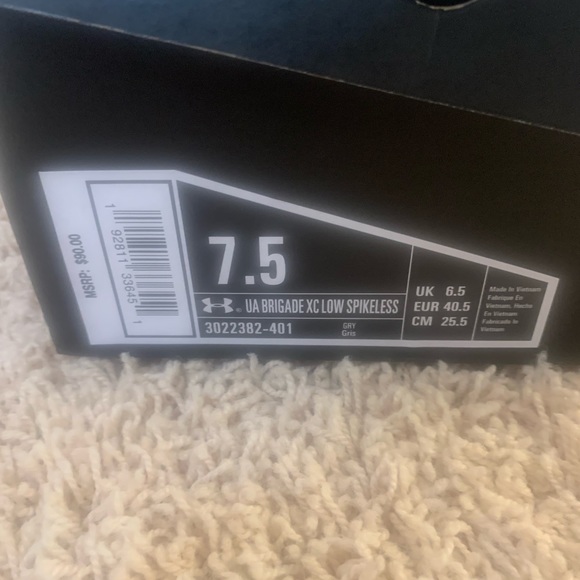 MSRP: $90.00
1 92811 33645 1
7.5
UA BRIGADE XC LOW SPIKELESS
3022382-401
GRY
Gris
UK 6.5
EUR 40.5
CM 25.5
Made In Vietnam
Fabrique En
Vietnam, Hecho
En Vietnam
Fabricado In
Vietnam